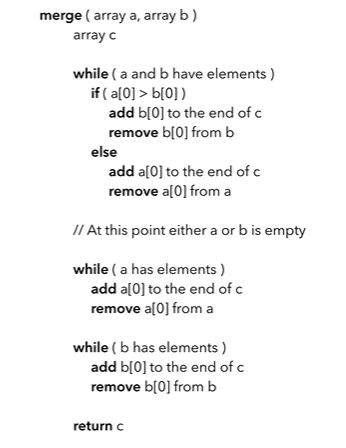 merge ( array a, array b )
array c
while ( a and b have elements )
if ( a[0] > b[0] )
add b[0] to the end of c
remove b[0] from b
else
add a[0] to the end of c
remove a[0] from a
// At this point either a or b is empty
while ( a has elements )
add a[0] to the end of c
remove a[0] from a
while ( b has elements )
add b[0] to the end of c
remove b[0] from b
return c